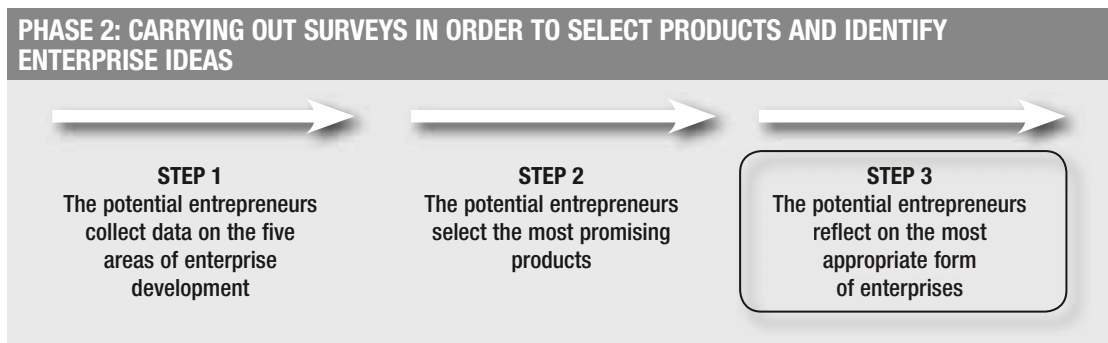 PHASE 2: CARRYING OUT SURVEYS IN ORDER TO SELECT PRODUCTS AND IDENTIFY
ENTERPRISE IDEAS
STEP 1
The potential entrepreneurs
collect data on the five
areas of enterprise
development
STEP 2
The potential entrepreneurs
select the most promising
products
STEP 3
The potential entrepreneurs
reflect on the most
appropriate form
of enterprises